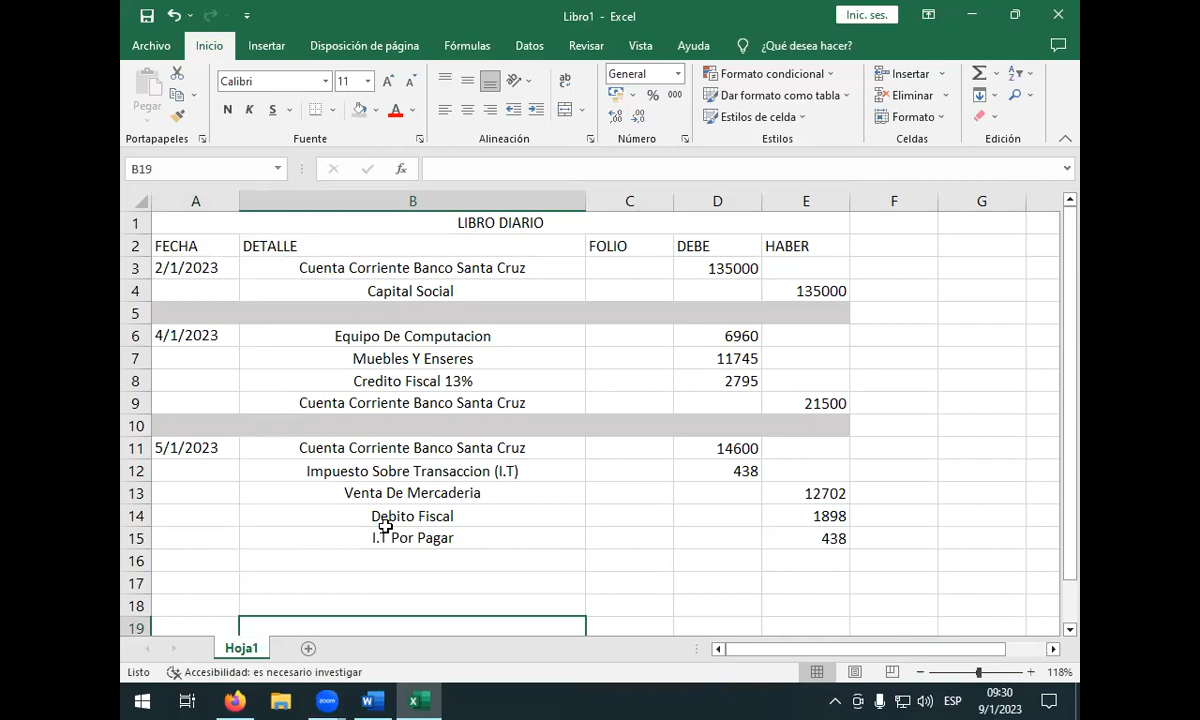 Libro1 - Excel
Inic. ses.
Archivo Inicio Insertar Disposición de página Fórmulas Datos Revisar Vista Ayuda ¿Qué desea hacer?
Pegar
Calibri 11
N K S
General
% 000
Formato condicional
Dar formato como tabla
Estilos de celda
Insertar
Eliminar
Formato
Portapapeles Fuente Alineación Número Estilos Celdas Edición
B19 fx
A B C D E F G
1 LIBRO DIARIO
2 FECHA DETALLE FOLIO DEBE HABER
3 2/1/2023 Cuenta Corriente Banco Santa Cruz 135000
4 Capital Social 135000
5
6 4/1/2023 Equipo De Computacion 6960
7 Muebles Y Enseres 11745
8 Credito Fiscal 13% 2795
9 Cuenta Corriente Banco Santa Cruz 21500
10
11 5/1/2023 Cuenta Corriente Banco Santa Cruz 14600
12 Impuesto Sobre Transaccion (I.T) 438
13 Venta De Mercaderia 12702
14 Debito Fiscal 1898
15 I.T Por Pagar 438
16
17
18
19
Hoja1
Listo Accesibilidad: es necesario investigar 118%
zoom ESP 09:30
9/1/2023